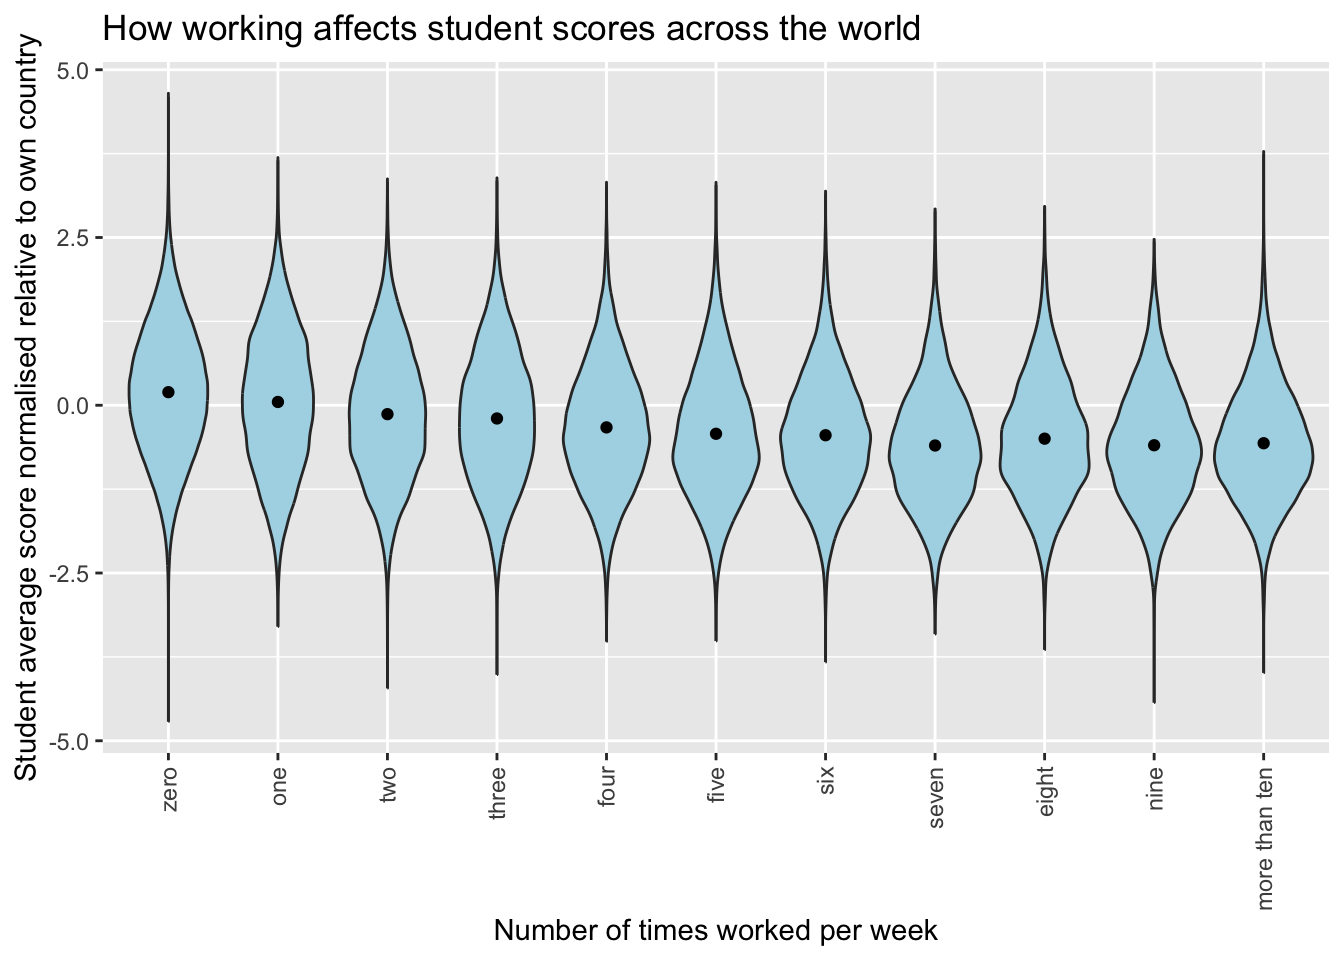 How working affects student scores across the world
Student average score normalised relative to own country
5.0
2.5
0.0
-2.5
-5.0
zero
one
two
three
four
five
six
seven
eight
nine
more than ten
Number of times worked per week